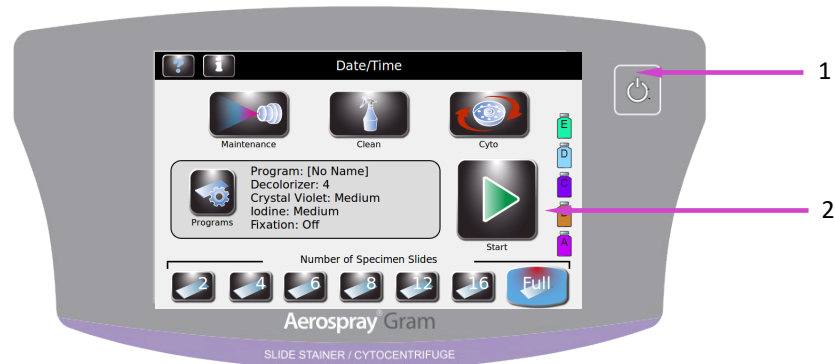 ? i Date/Time
1
Maintenance Clean Cyto
E
D
C
A
Program: [No Name]
Decolorizer: 4
Crystal Violet: Medium
Iodine: Medium
Fixation: Off
Programs
Start
2
Number of Specimen Slides
2 4 6 8 12 16 Full
Aerospray® Gram
SLIDE STAINER / CYTOCENTRIFUGE